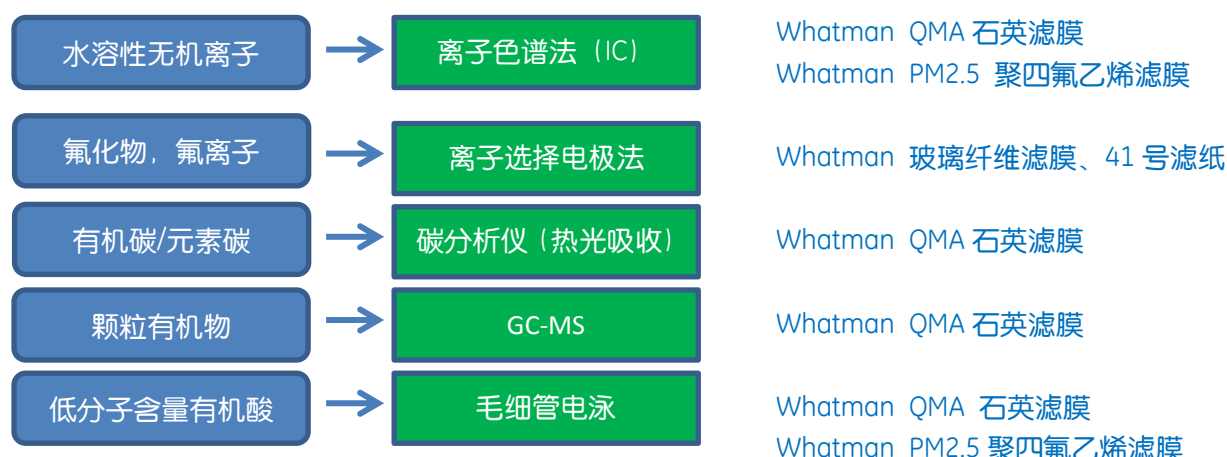 水溶性无机离子
离子色谱法（IC）
Whatman QMA 石英滤膜
Whatman PM2.5 聚四氟乙烯滤膜
氟化物，氟离子
离子选择电极法
Whatman 玻璃纤维滤膜、41 号滤纸
有机碳/元素碳
碳分析仪（热光吸收）
Whatman QMA 石英滤膜
颗粒有机物
GC-MS
Whatman QMA 石英滤膜
低分子含量有机酸
毛细管电泳
Whatman QMA 石英滤膜
Whatman PM2.5 聚四氟乙烯滤膜